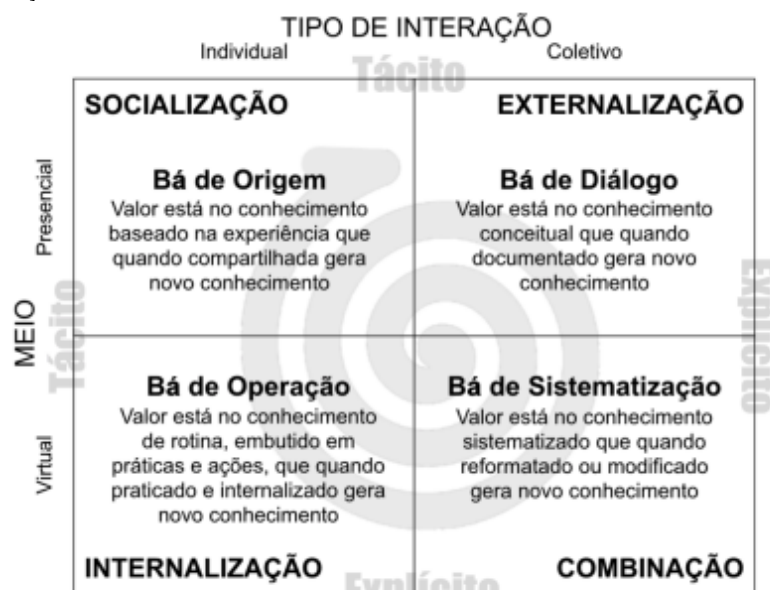 TIPO DE INTERAÇÃO
Individual
Coletivo
Tácito
SOCIALIZAÇÃO
EXTERNALIZAÇÃO
Presencial
Bá de Origem
Valor está no conhecimento
baseado na experiência que
quando compartilhada gera
novo conhecimento
Bá de Diálogo
Valor está no conhecimento
conceitual que quando
documentado gera novo
conhecimento
MEIO
Tácito
Explícito
Virtual
Bá de Operação
Valor está no conhecimento
de rotina, embutido em
práticas e ações, que quando
praticado e internalizado gera
novo conhecimento
Bá de Sistematização
Valor está no conhecimento
sistematizado que quando
reformatado ou modificado
gera novo conhecimento
INTERNALIZAÇÃO
COMBINAÇÃO
Explícito